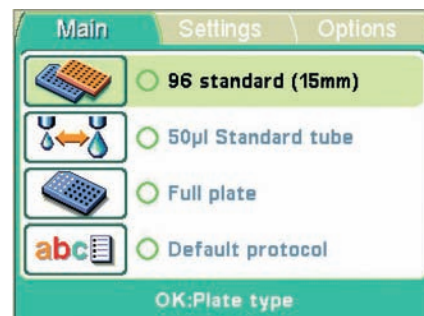 Main Settings Options
96 standard (15mm)
50µl Standard tube
Full plate
abc Default protocol
OK:Plate type